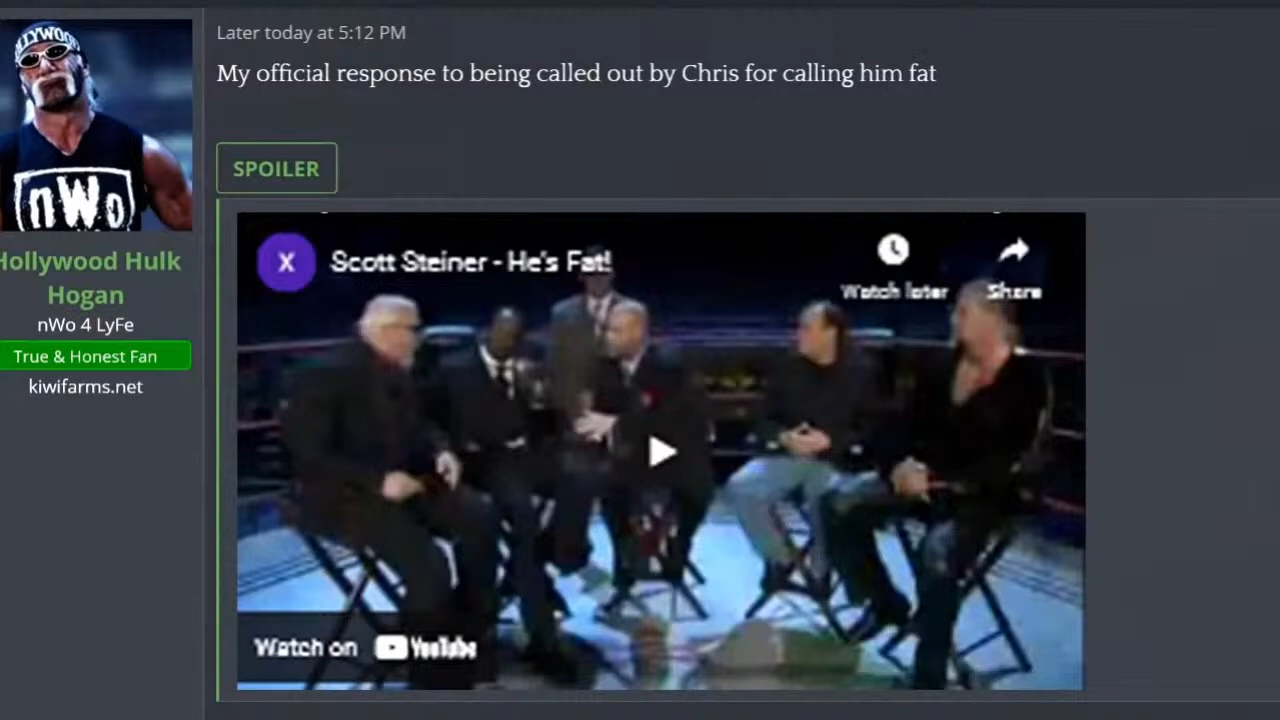 Later today at 5:12 PM
My official response to being called out by Chris for calling him fat
HOLLYWOOD
nWo
Hollywood Hulk
Hogan
nWo 4 LyFe
True & Honest Fan
kiwifarms.net
SPOILER
X
Scott Steiner - He's Fat!
Watch later
Share
Watch on YouTube